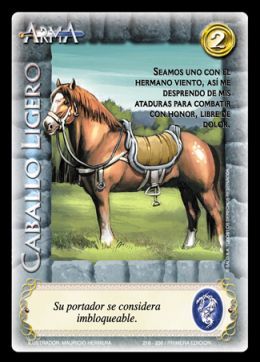 ARMA
2
SEAMOS UNO CON EL
HERMANO VIENTO, ASÍ ME
DESPRENDO DE MIS
ATADURAS PARA COMBATIR
CON HONOR, LIBRE DE
DOLOR.
CABALLO LIGERO
Su portador se considera
imbloqueable.
ILUSTRADOR: MAURICIO HERRERA
PRIMERA EDICION